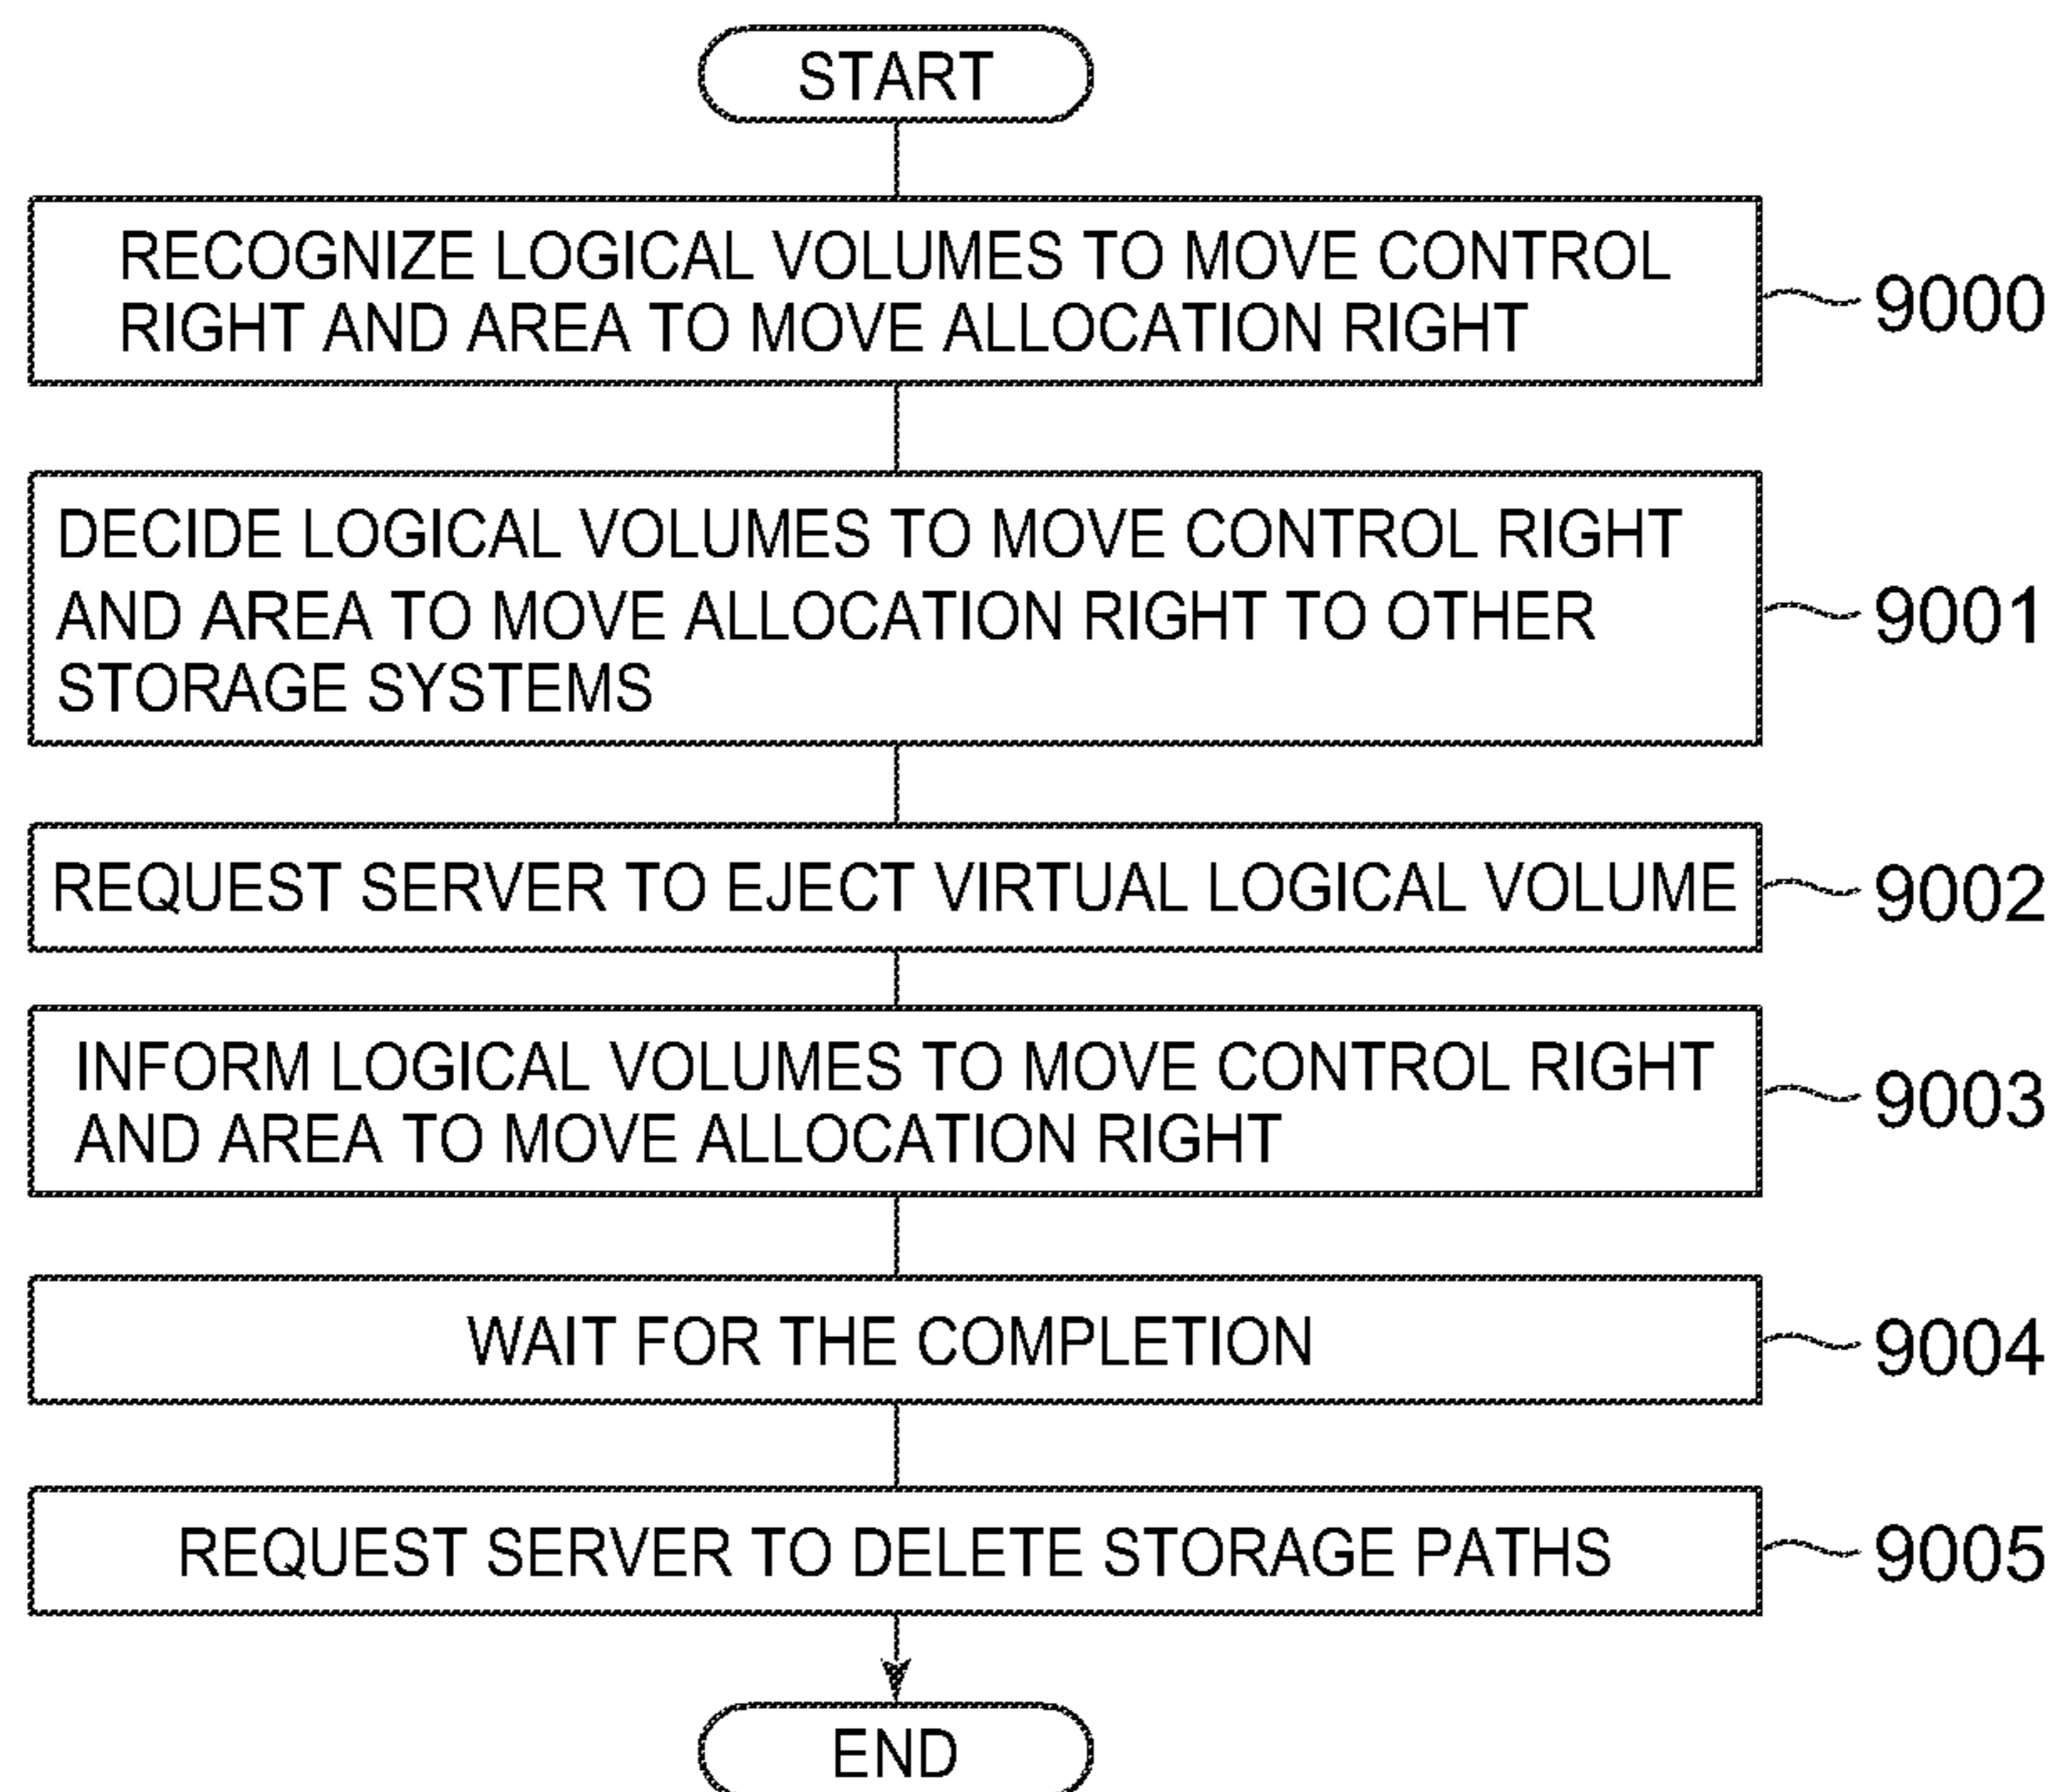 START
RECOGNIZE LOGICAL VOLUMES TO MOVE CONTROL
RIGHT AND AREA TO MOVE ALLOCATION RIGHT
9000
DECIDE LOGICAL VOLUMES TO MOVE CONTROL RIGHT
AND AREA TO MOVE ALLOCATION RIGHT TO OTHER
STORAGE SYSTEMS
9001
REQUEST SERVER TO EJECT VIRTUAL LOGICAL VOLUME
9002
INFORM LOGICAL VOLUMES TO MOVE CONTROL RIGHT
AND AREA TO MOVE ALLOCATION RIGHT
9003
WAIT FOR THE COMPLETION
9004
REQUEST SERVER TO DELETE STORAGE PATHS
9005
END